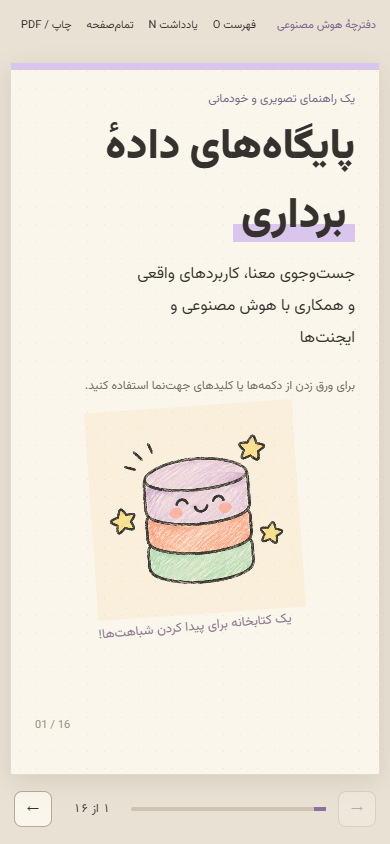 دفترچهٔ هوش مصنوعی
فهرست O
یادداشت N
تمام‌صفحه
چاپ / PDF
یک راهنمای تصویری و خودمانی
پایگاه‌های دادهٔ
برداری
جست‌وجوی معنا، کاربردهای واقعی
و همکاری با هوش مصنوعی و
ایجنت‌ها
برای ورق زدن از دکمه‌ها یا کلیدهای جهت‌نما استفاده کنید.
یک کتابخانه برای پیدا کردن شباهت‌ها!
01 / 16
→
۱ از ۱۶
←